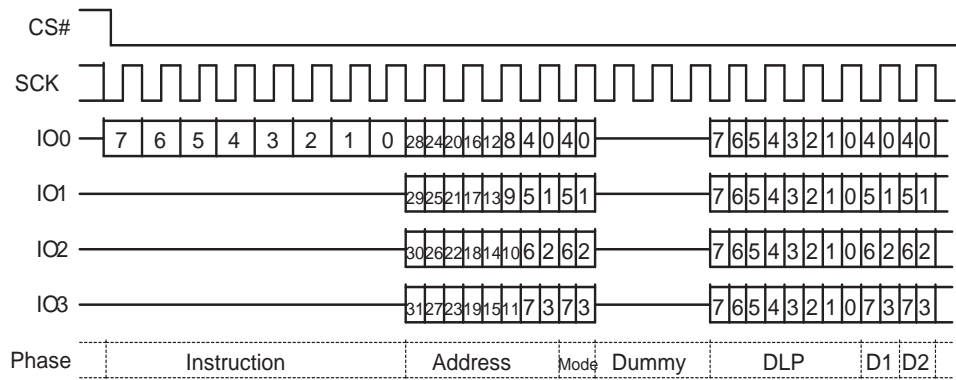 CS#
SCK
IO0 7 6 5 4 3 2 1 0 28 24 20 16 12 8 4 0 4 0 7 6 5 4 3 2 1 0 4 0 4 0
IO1 29 25 21 17 13 9 5 1 5 1 7 6 5 4 3 2 1 0 5 1 5 1
IO2 30 26 22 18 14 10 6 2 6 2 7 6 5 4 3 2 1 0 6 2 6 2
IO3 31 27 23 19 15 11 7 3 7 3 7 6 5 4 3 2 1 0 7 3 7 3
Phase Instruction Address Mode Dummy DLP D1 D2